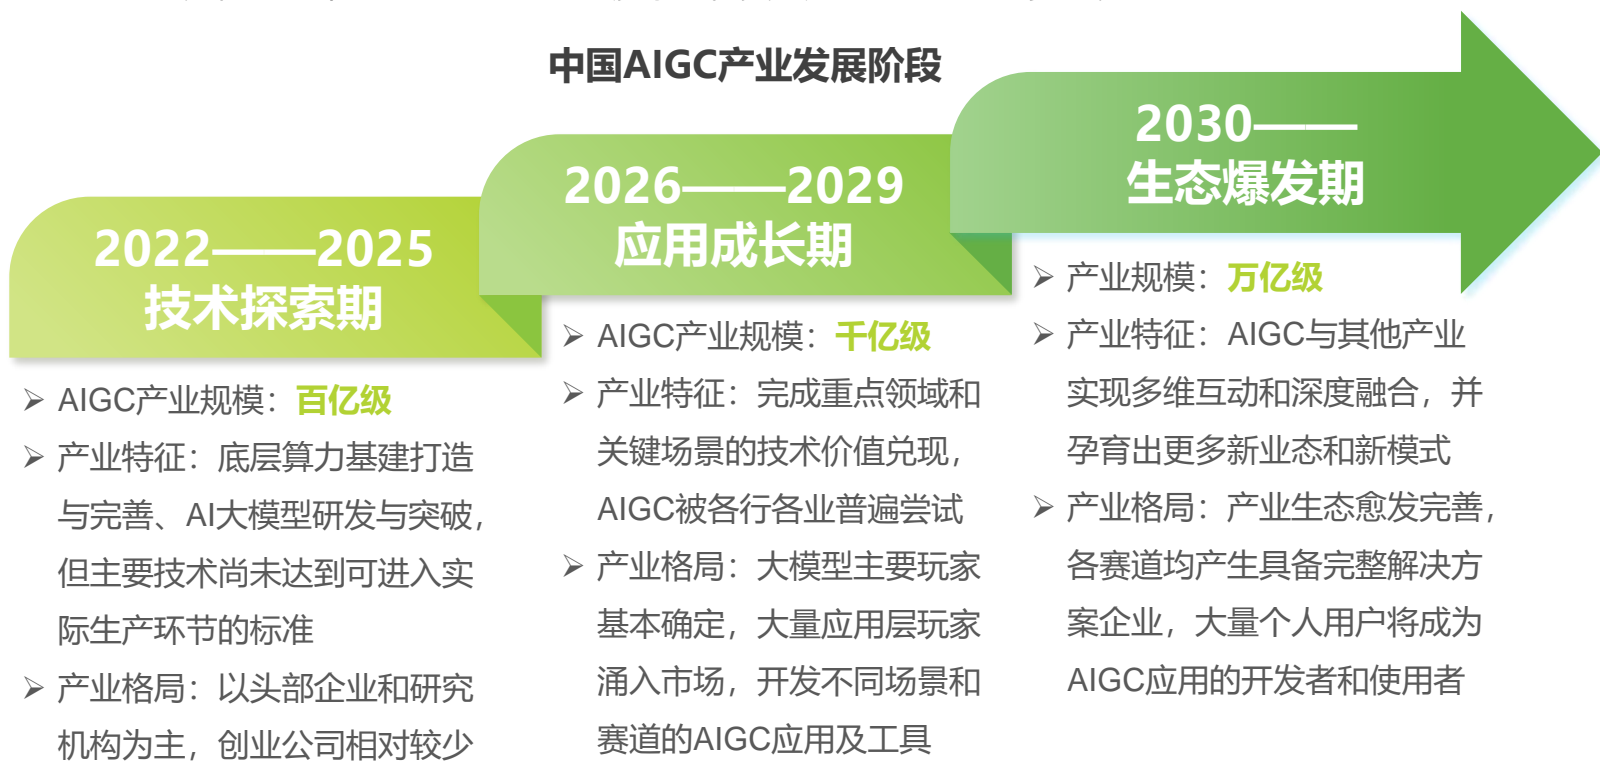 中国AIGC产业发展阶段
2022——2025
技术探索期
AIGC产业规模：百亿级
产业特征：底层算力基建打造
与完善、AI大模型研发与突破，
但主要技术尚未达到可进入实
际生产环节的标准
产业格局：以头部企业和研究
机构为主，创业公司相对较少
2026——2029
应用成长期
AIGC产业规模：千亿级
产业特征：完成重点领域和
关键场景的技术价值兑现，
AIGC被各行各业普遍尝试
产业格局：大模型主要玩家
基本确定，大量应用层玩家
涌入市场，开发不同场景和
赛道的AIGC应用及工具
2030——
生态爆发期
产业规模：万亿级
产业特征：AIGC与其他产业
实现多维互动和深度融合，并
孕育出更多新业态和新模式
产业格局：产业生态愈发完善，
各赛道均产生具备完整解决方
案企业，大量个人用户将成为
AIGC应用的开发者和使用者